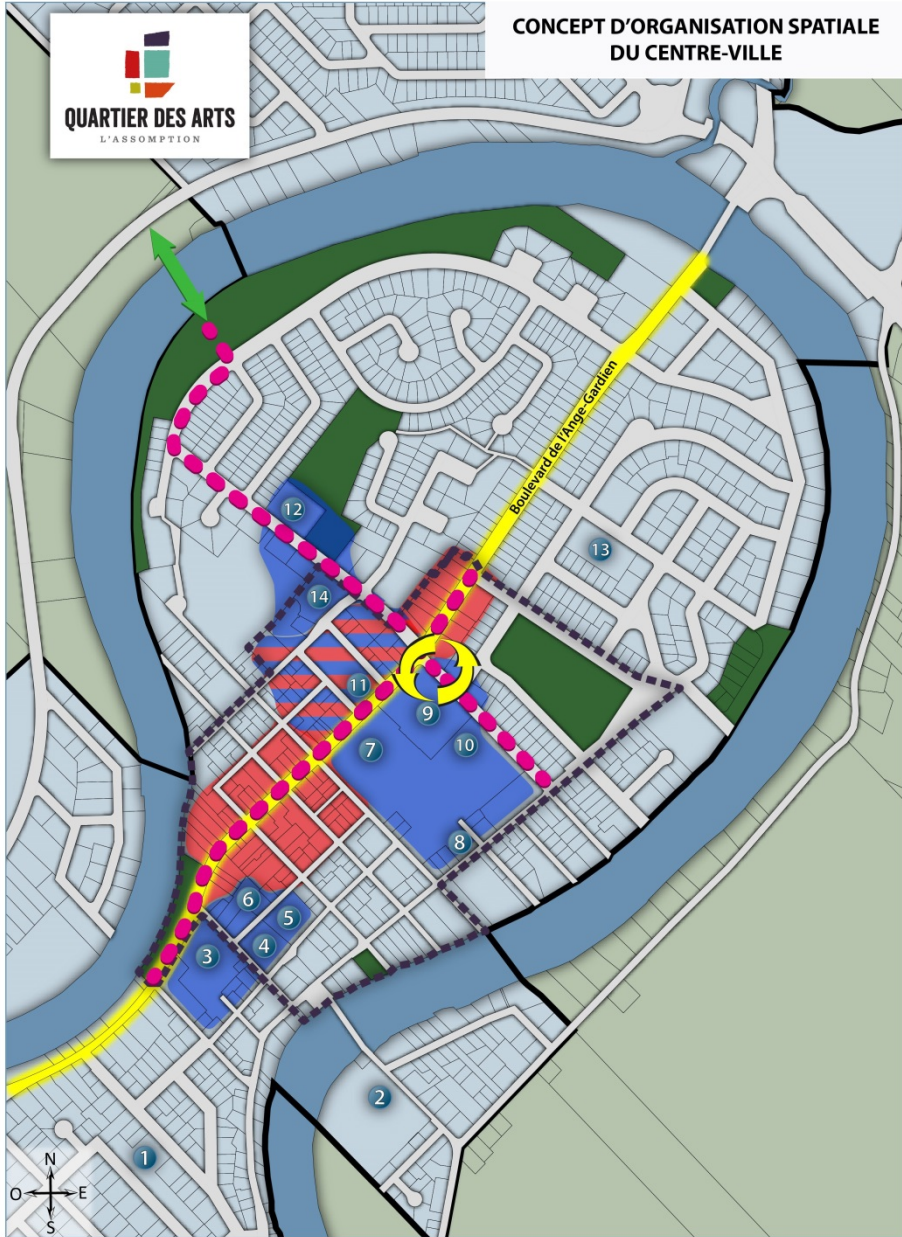 CONCEPT D'ORGANISATION SPATIALE
DU CENTRE-VILLE
QUARTIER DES ARTS
L'ASSOMPTION
Boulevard de l'Ange-Gardien
12
13
14
11
9
7
10
8
6
5
4
3
2
1
N
O E
S